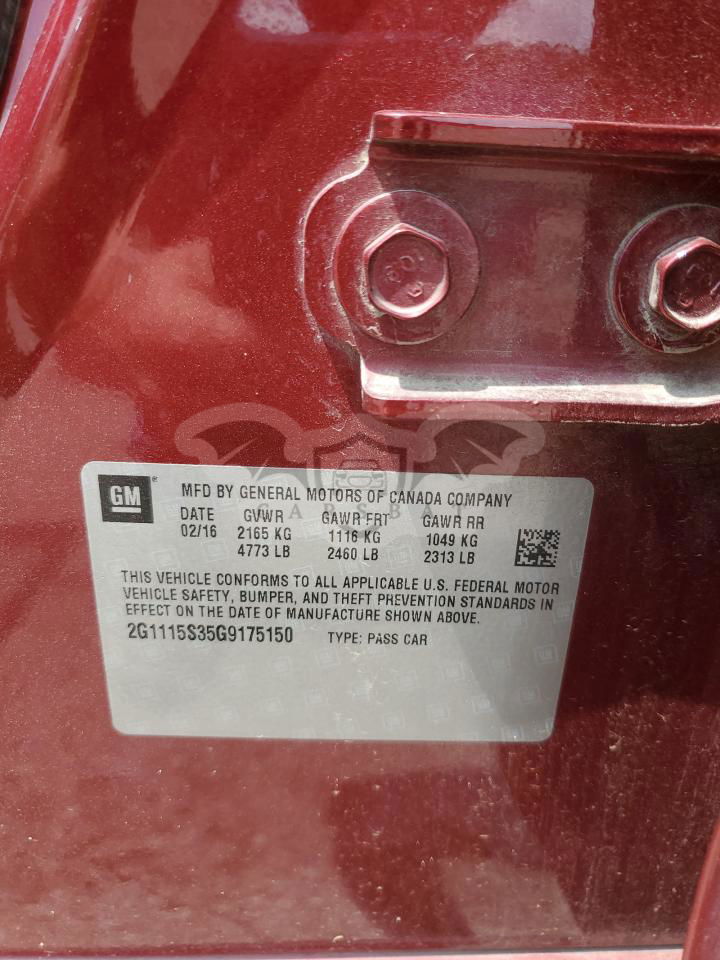 GM ®
MFD BY GENERAL MOTORS OF CANADA COMPANY
DATE GVWR GAWR FRT GAWR RR
02/16 2165 KG 1116 KG 1049 KG
4773 LB 2460 LB 2313 LB
THIS VEHICLE CONFORMS TO ALL APPLICABLE U.S. FEDERAL MOTOR
VEHICLE SAFETY, BUMPER, AND THEFT PREVENTION STANDARDS IN
EFFECT ON THE DATE OF MANUFACTURE SHOWN ABOVE.
2G1115S35G9175150 TYPE: PASS CAR